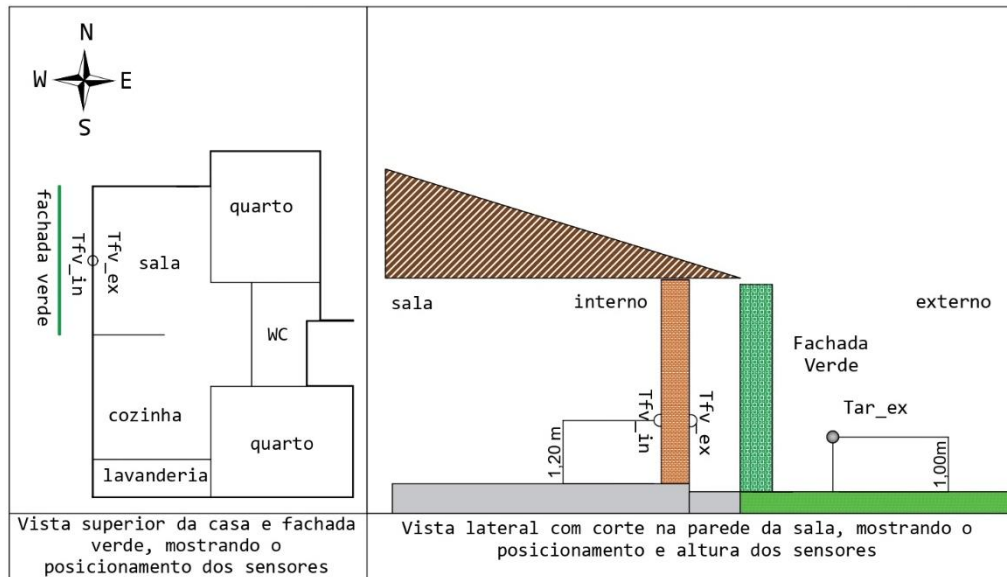 N
W
E
S
fachada verde
Tfv_in
Tfv_ex
sala
quarto
WC
cozinha
quarto
lavanderia
Vista superior da casa e fachada
verde, mostrando o
posicionamento dos sensores
sala
interno
externo
Fachada
Verde
Tfv_in
Tfv_ex
Tar_ex
1,20 m
1,00m
Vista lateral com corte na parede da sala, mostrando o
posicionamento e altura dos sensores